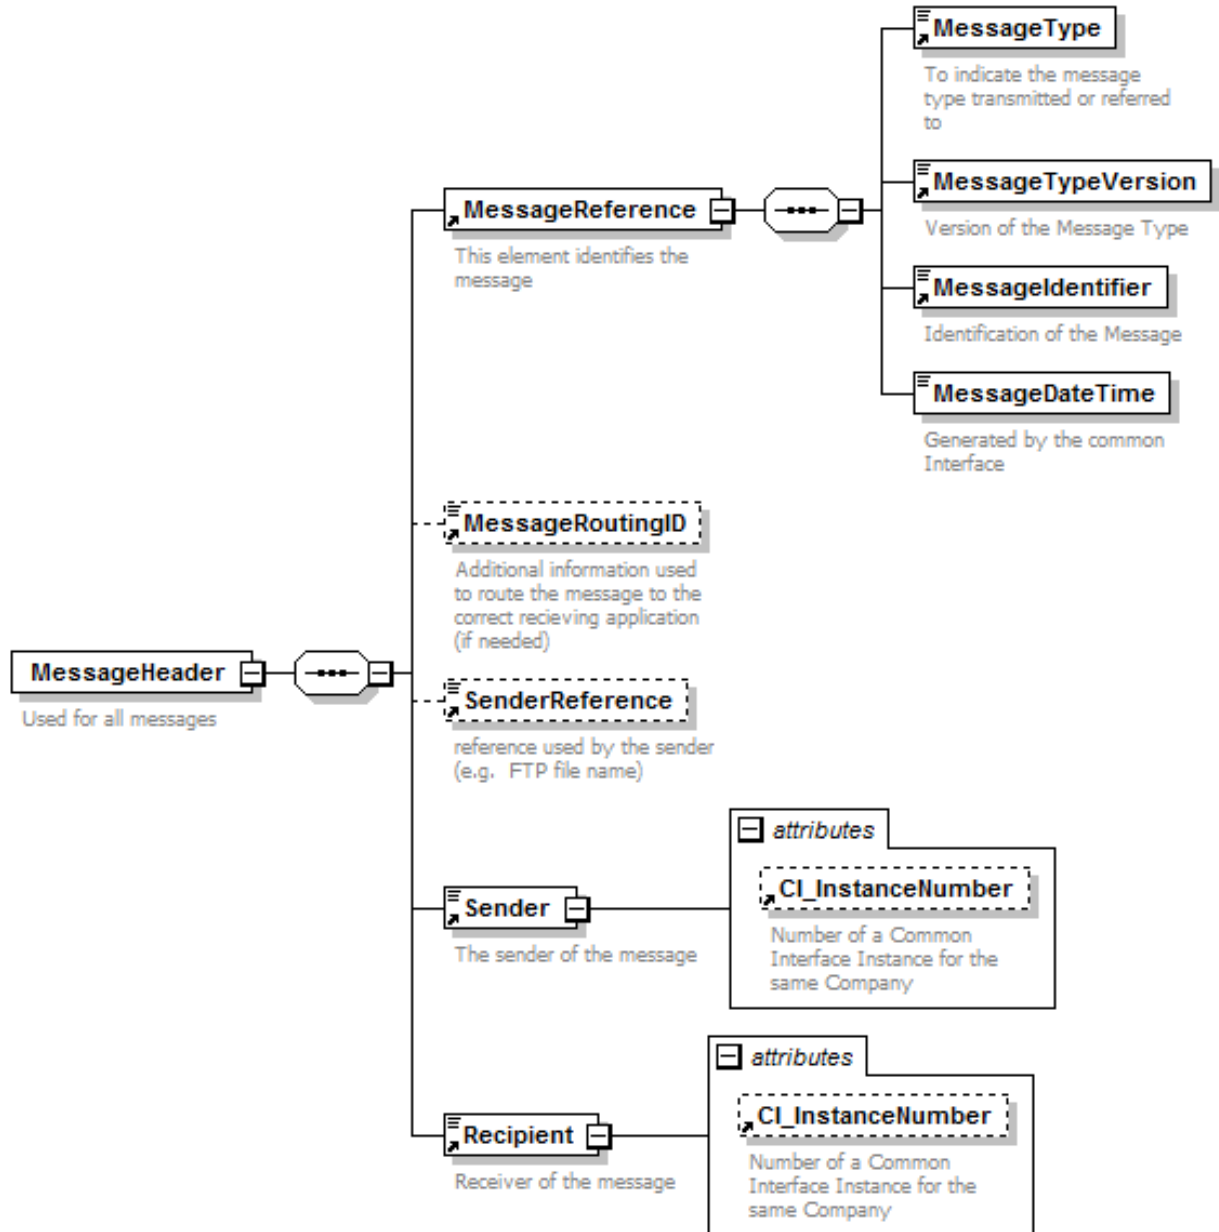 MessageType
To indicate the message
type transmitted or referred
to
MessageTypeVersion
Version of the Message Type
MessageReference
This element identifies the
message
MessageIdentifier
Identification of the Message
MessageDateTime
Generated by the common
Interface
MessageRoutingID
Additional information used
to route the message to the
correct recieving application
(if needed)
MessageHeader
Used for all messages
SenderReference
reference used by the sender
(e.g. FTP file name)
attributes
CI_InstanceNumber
Number of a Common
Interface Instance for the
same Company
Sender
The sender of the message
attributes
CI_InstanceNumber
Number of a Common
Interface Instance for the
same Company
Recipient
Receiver of the message